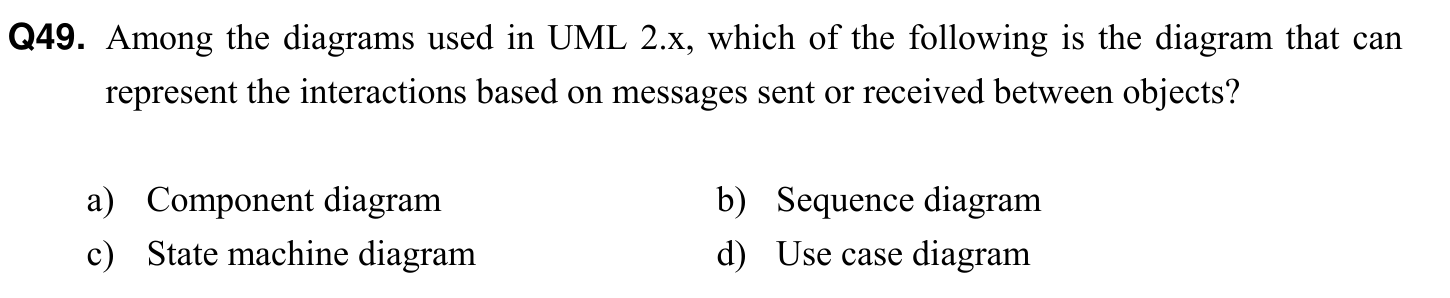 Q49. Among the diagrams used in UML 2.x, which of the following is the diagram that can
represent the interactions based on messages sent or received between objects?
a) Component diagram b) Sequence diagram
c) State machine diagram d) Use case diagram